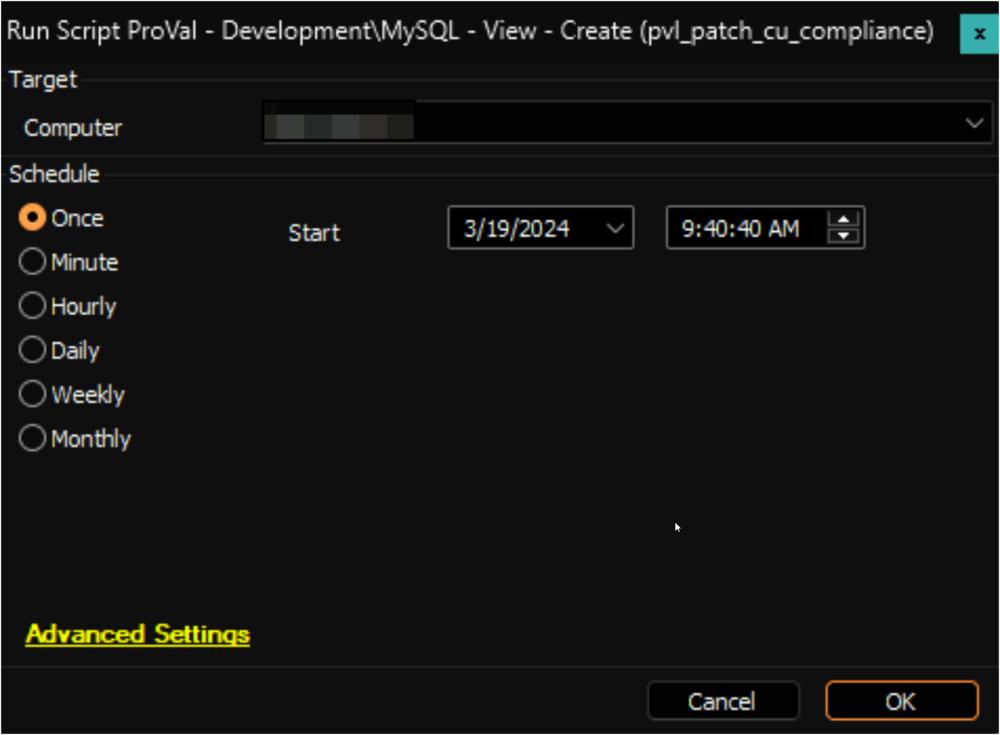 Run Script ProVal - Development\MySQL - View - Create (pvl_patch_cu_compliance) x
Target
Computer
Schedule
Once
Start 3/19/2024 9:40:40 AM
Minute
Hourly
Daily
Weekly
Monthly
Advanced Settings
Cancel OK